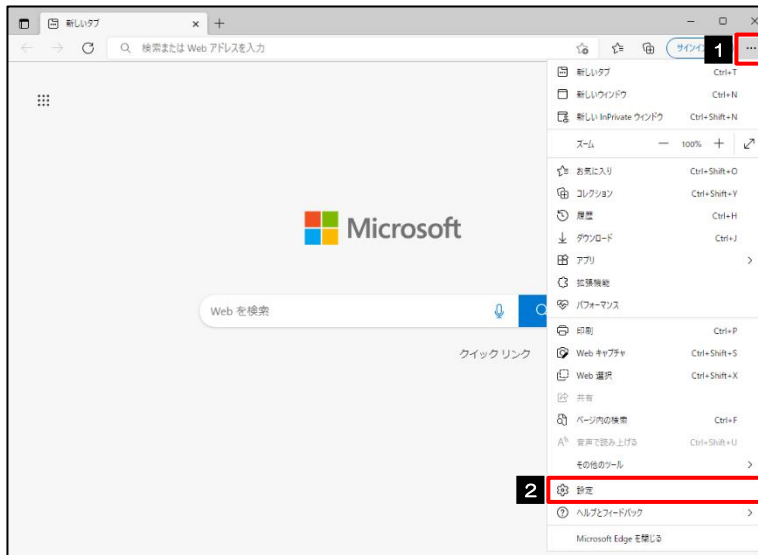 新しいタブ
検索または Web アドレスを入力
サインイン
1
新しいタブ Ctrl+T
新しいウィンドウ Ctrl+N
新しい InPrivate ウィンドウ Ctrl+Shift+N
ズーム — 100% +
お気に入り Ctrl+Shift+O
コレクション Ctrl+Shift+Y
履歴 Ctrl+H
ダウンロード Ctrl+J
アプリ
拡張機能
パフォーマンス
印刷 Ctrl+P
Web キャプチャ Ctrl+Shift+S
Web 選択 Ctrl+Shift+X
共有
ページ内の検索 Ctrl+F
音声で読み上げる Ctrl+Shift+U
その他のツール
2
設定
ヘルプとフィードバック
Microsoft Edge を閉じる
Microsoft
Web を検索
クイック リンク